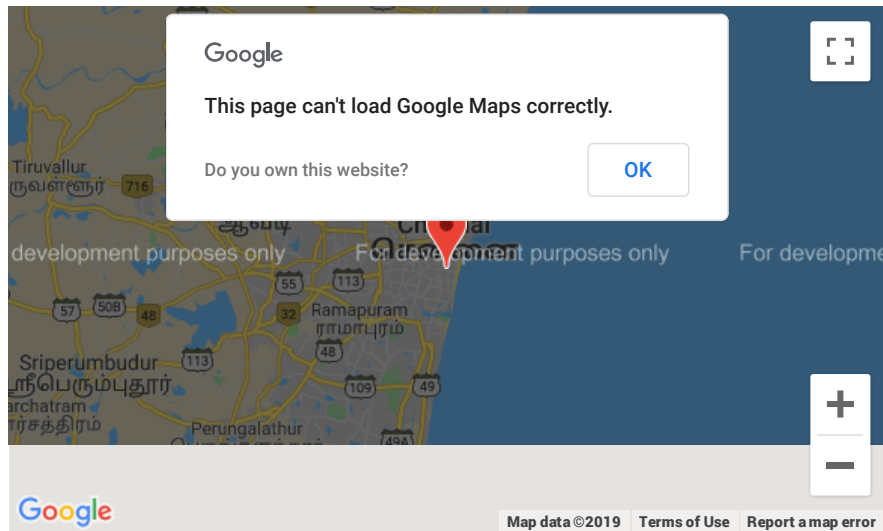 Google
This page can't load Google Maps correctly.
Do you own this website?
OK
Tiruvallur
716
development purposes only
For development purposes only
For developme
55
113
57
50B
48
32
Ramapuram
ராமாபுரம்
48
Sriperumbudur
113
109
49
Perungalathur
49A
Google
Map data ©2019
Terms of Use
Report a map error